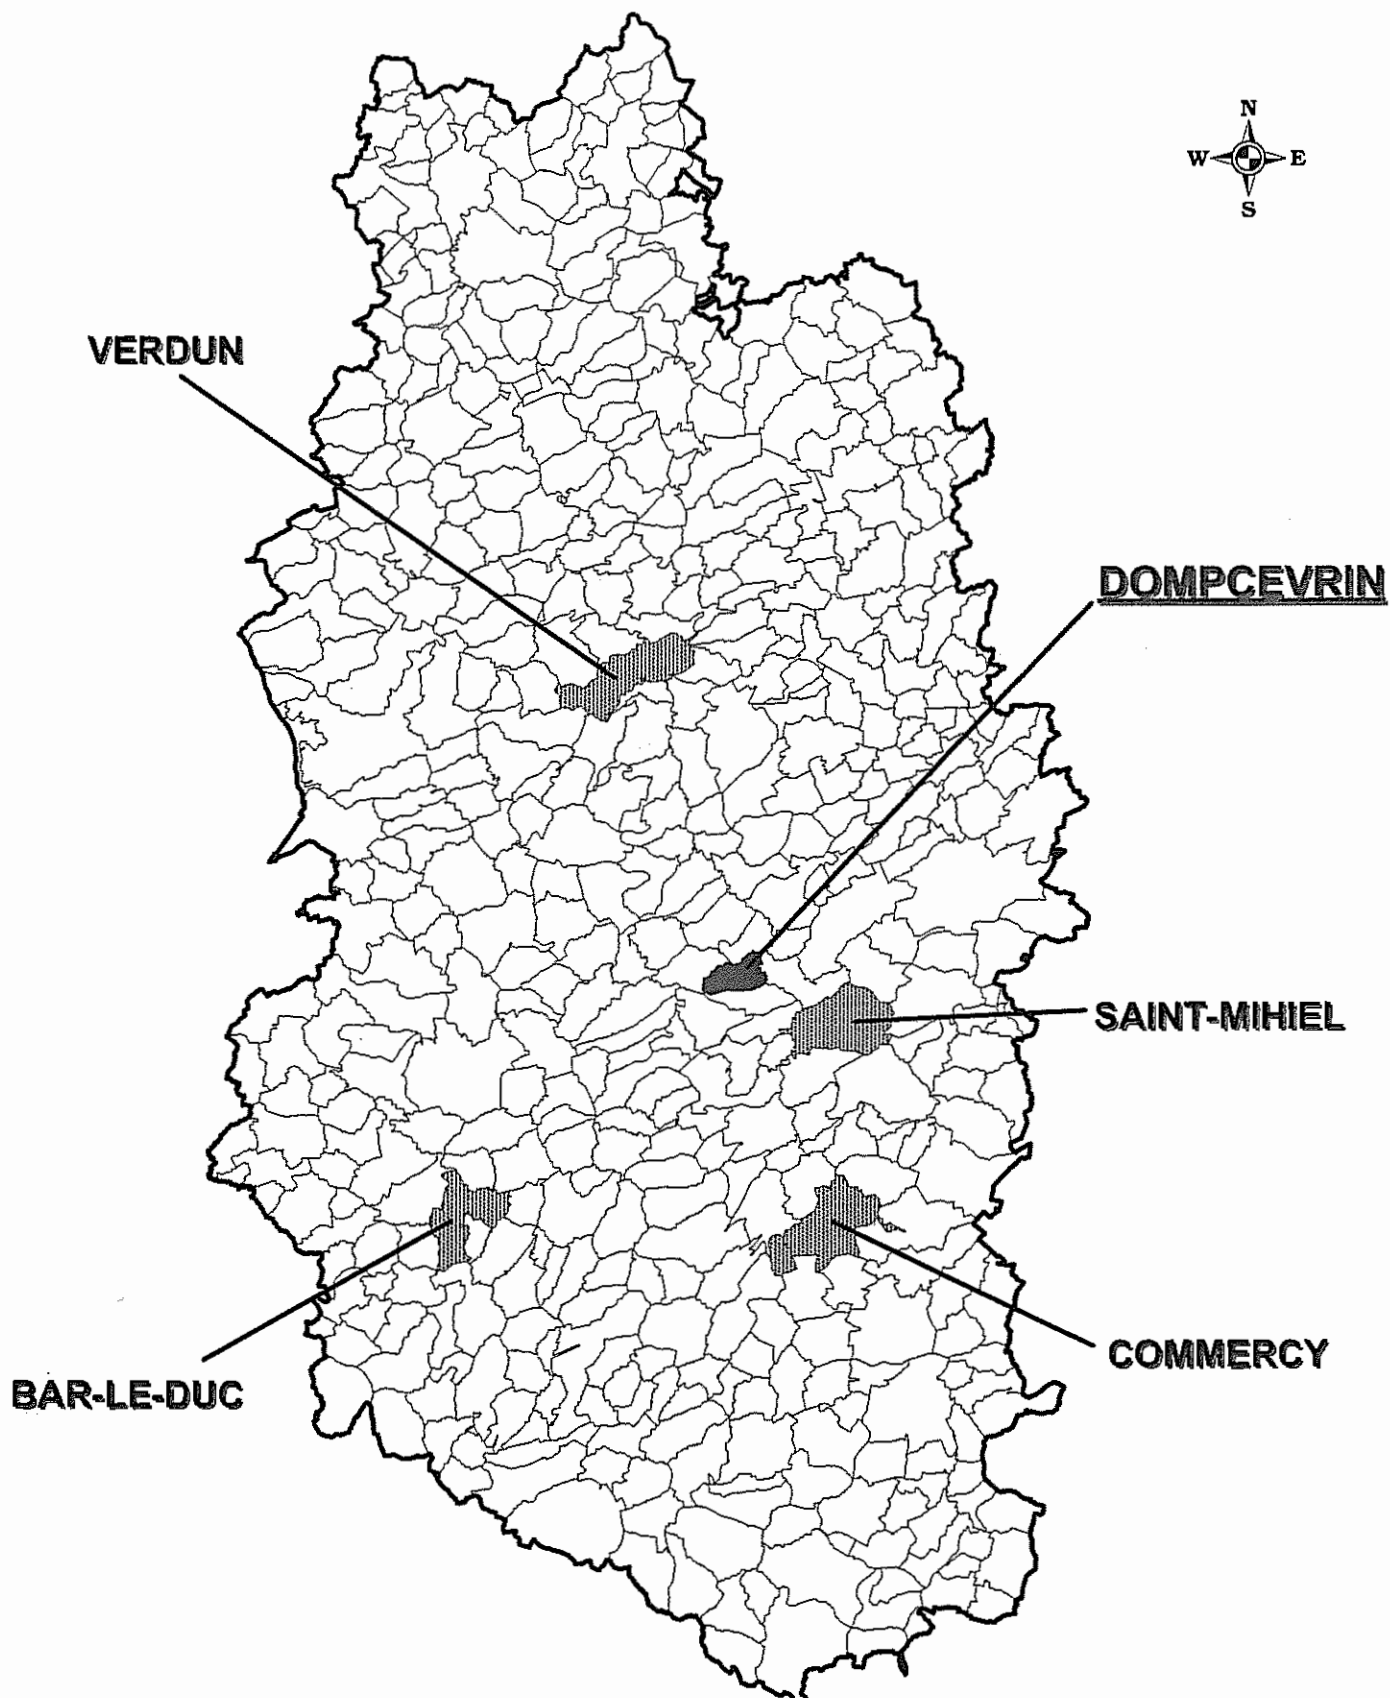 N
W E
S
VERDUN
DOMPCEVRIN
SAINT-MIHIEL
COMMERCY
BAR-LE-DUC